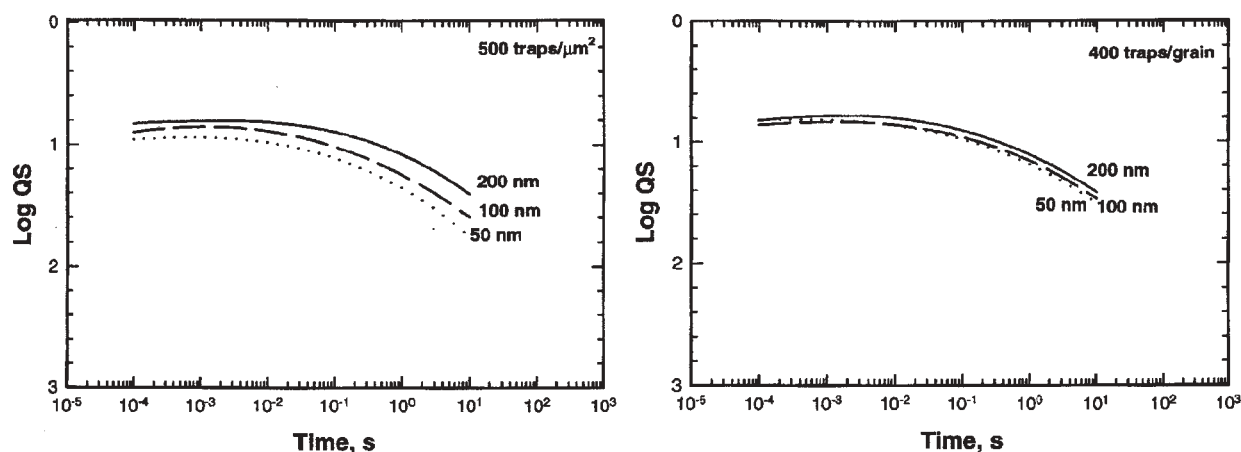 0
500 traps/μm²
1
Log QS
200 nm
100 nm
50 nm
2
3
10⁻⁵ 10⁻⁴ 10⁻³ 10⁻² 10⁻¹ 10⁰ 10¹ 10² 10³
Time, s
0
400 traps/grain
1
Log QS
200 nm
50 nm 100 nm
2
3
10⁻⁵ 10⁻⁴ 10⁻³ 10⁻² 10⁻¹ 10⁰ 10¹ 10² 10³
Time, s